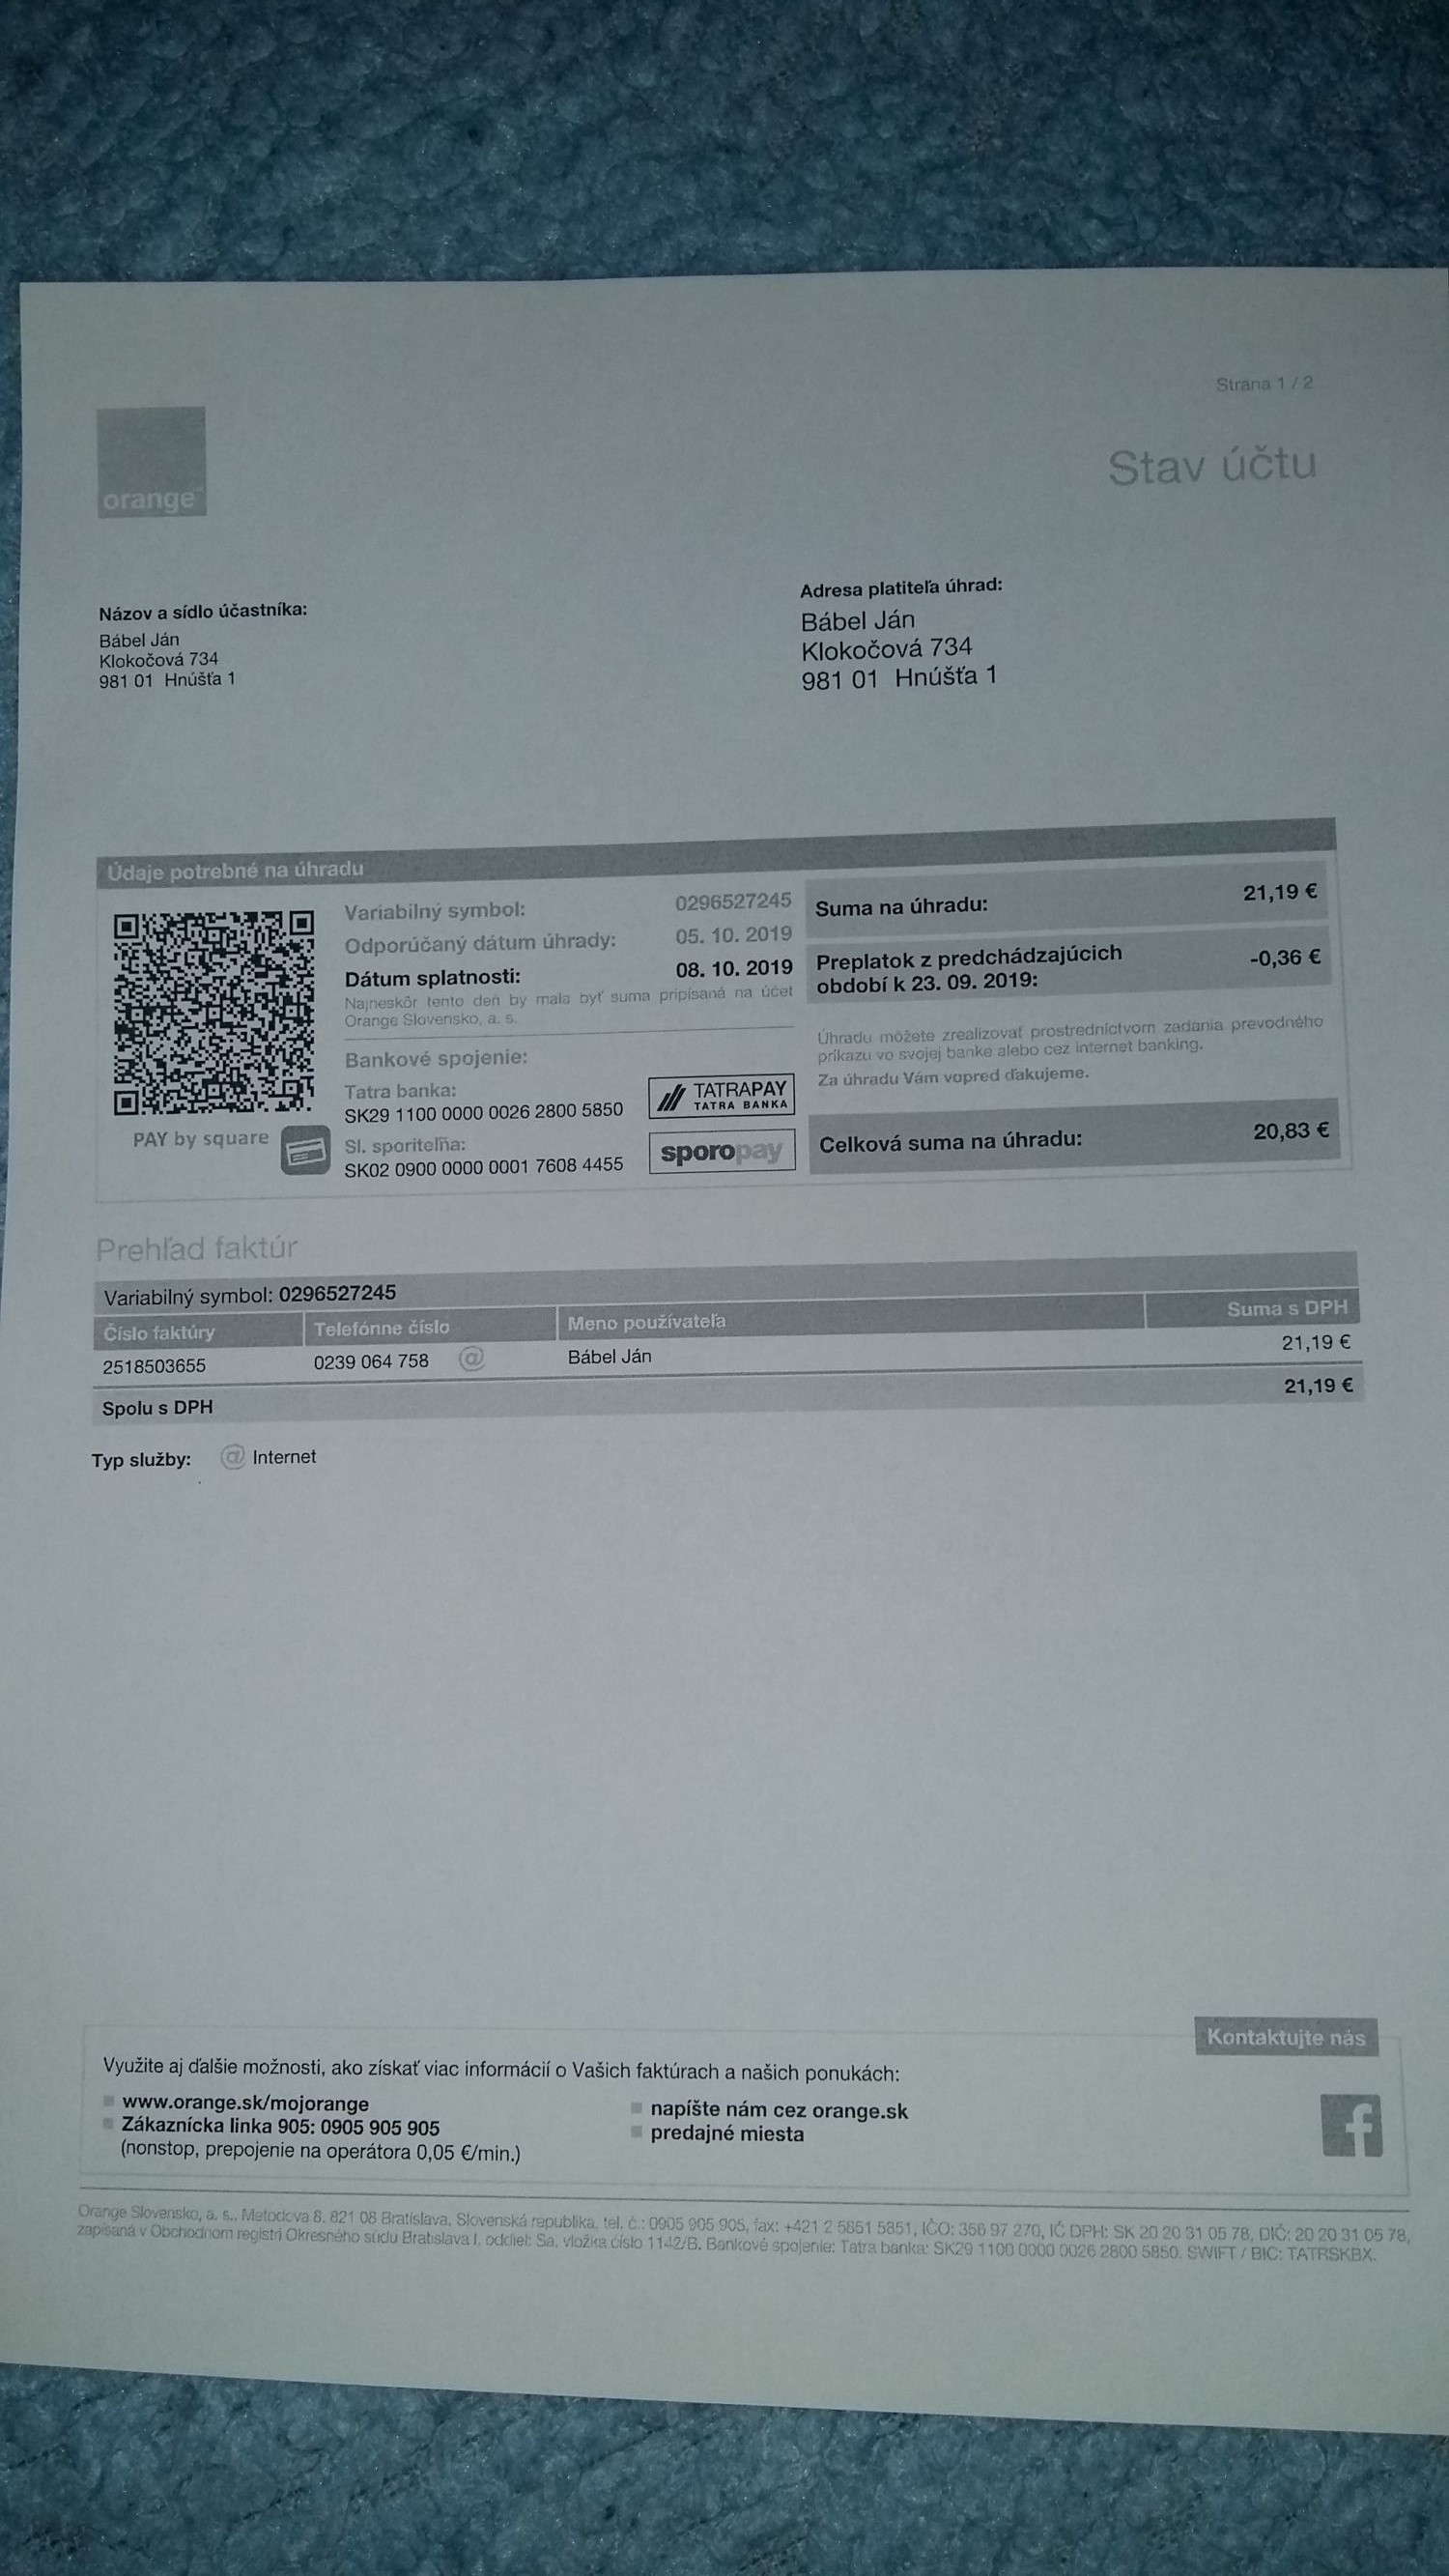 Strana 1 / 2
orange
Stav účtu
Názov a sídlo účastníka:
Bábel Ján
Klokočová 734
981 01 Hnúšťa 1
Adresa platiteľa úhrad:
Bábel Ján
Klokočová 734
981 01 Hnúšťa 1
Údaje potrebné na úhradu
PAY by square
Variabilný symbol: 0296527245
Odporúčaný dátum úhrady: 05. 10. 2019
Dátum splatnosti: 08. 10. 2019
Najneskôr tento deň by mala byť suma pripísaná na účet
Orange Slovensko, a. s.
Bankové spojenie:
Tatra banka:
SK29 1100 0000 0026 2800 5850
TATRAPAY
TATRA BANKA
Sl. sporiteľňa:
SK02 0900 0000 0001 7608 4455
sporopay
Suma na úhradu: 21,19 €
Preplatok z predchádzajúcich
období k 23. 09. 2019: -0,36 €
Úhradu môžete zrealizovať prostredníctvom zadania prevodného
príkazu vo svojej banke alebo cez internet banking.
Za úhradu Vám vopred ďakujeme.
Celková suma na úhradu: 20,83 €
Prehľad faktúr
Variabilný symbol: 0296527245
Číslo faktúry Telefónne číslo Meno používateľa Suma s DPH
2518503655 0239 064 758 @ Bábel Ján 21,19 €
Spolu s DPH 21,19 €
Typ služby: @ Internet
Kontaktujte nás
Využite aj ďalšie možnosti, ako získať viac informácií o Vašich faktúrach a našich ponukách:
www.orange.sk/mojorange
Zákaznícka linka 905: 0905 905 905
(nonstop, prepojenie na operátora 0,05 €/min.)
napíšte nám cez orange.sk
predajné miesta
f
Orange Slovensko, a. s., Metodova 8, 821 08 Bratislava, Slovenská republika, tel. č.: 0905 905 905, fax: +421 2 5851 5851, IČO: 356 97 270, IČ DPH: SK 20 20 31 05 78, DIČ: 20 20 31 05 78,
zapísaná v Obchodnom registri Okresného súdu Bratislava I, oddiel: Sa, vložka číslo 1142/B. Bankové spojenie: Tatra banka: SK29 1100 0000 0026 2800 5850. SWIFT / BIC: TATRSKBX.